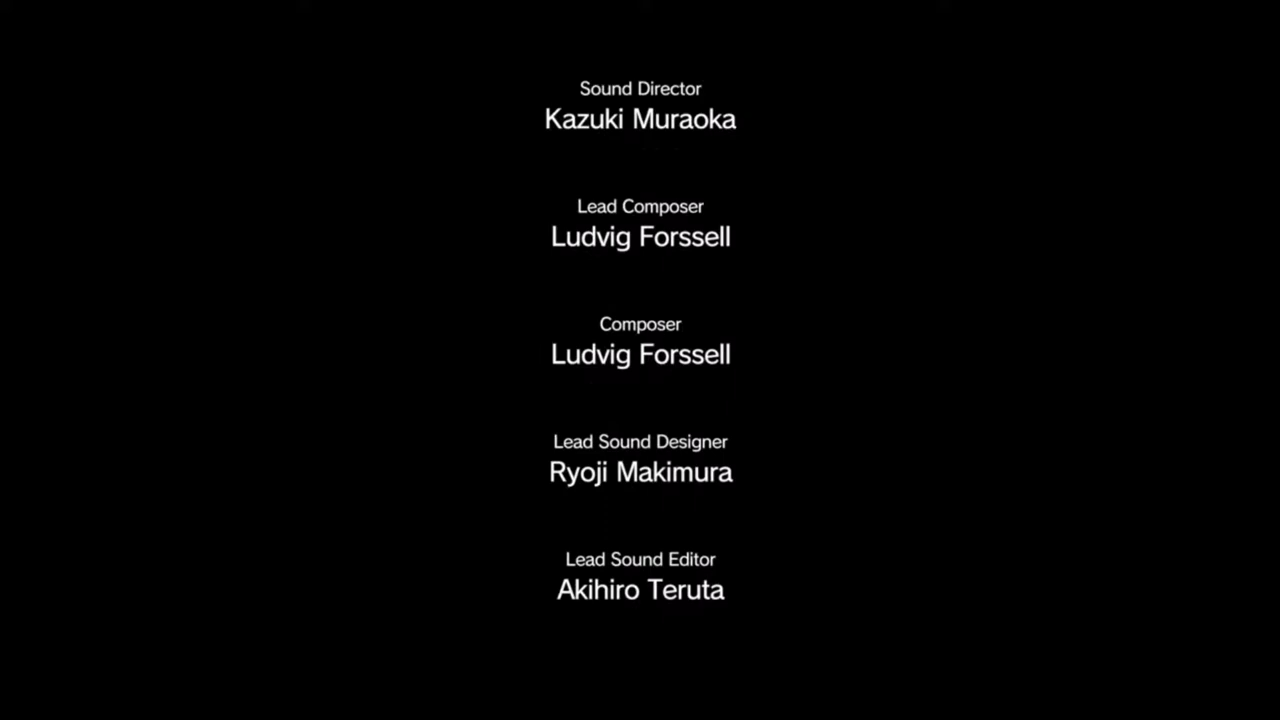 Sound Director
Kazuki Muraoka
Lead Composer
Ludvig Forssell
Composer
Ludvig Forssell
Lead Sound Designer
Ryoji Makimura
Lead Sound Editor
Akihiro Teruta